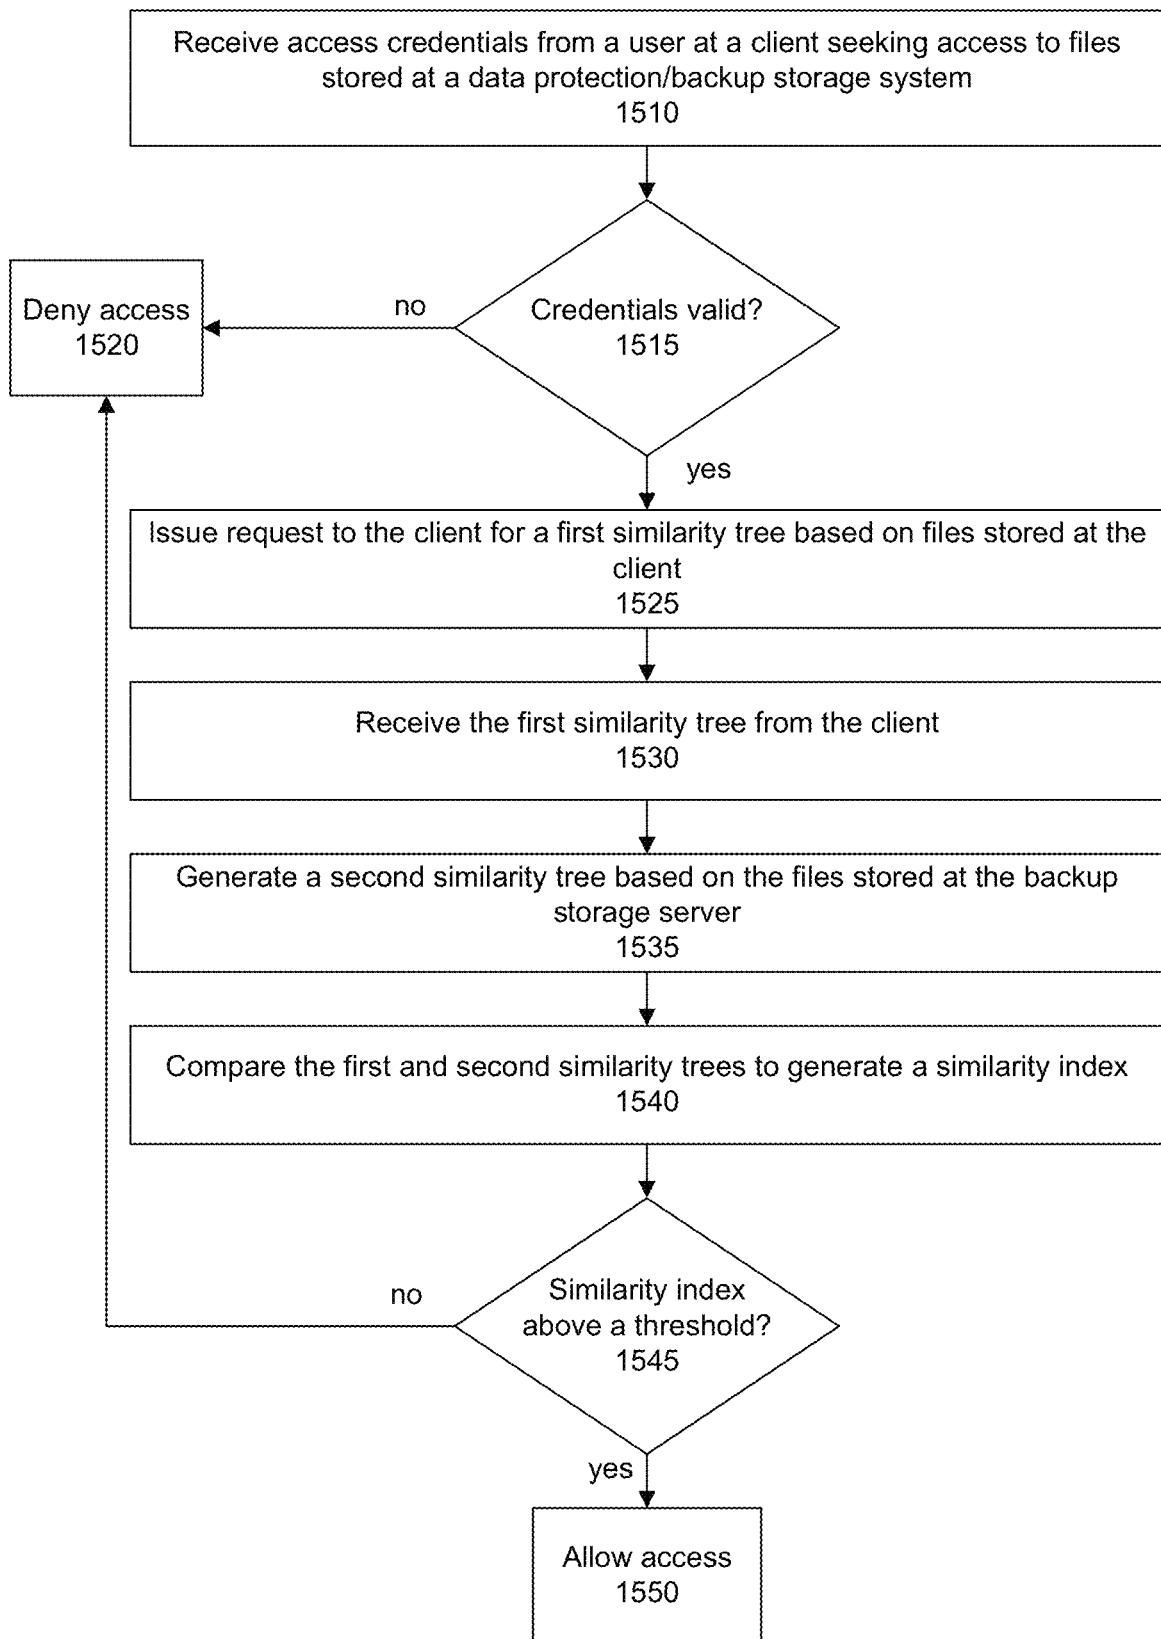 Receive access credentials from a user at a client seeking access to files
stored at a data protection/backup storage system
1510
Deny access
1520
no
Credentials valid?
1515
yes
Issue request to the client for a first similarity tree based on files stored at the
client
1525
Receive the first similarity tree from the client
1530
Generate a second similarity tree based on the files stored at the backup
storage server
1535
Compare the first and second similarity trees to generate a similarity index
1540
no
Similarity index
above a threshold?
1545
yes
Allow access
1550